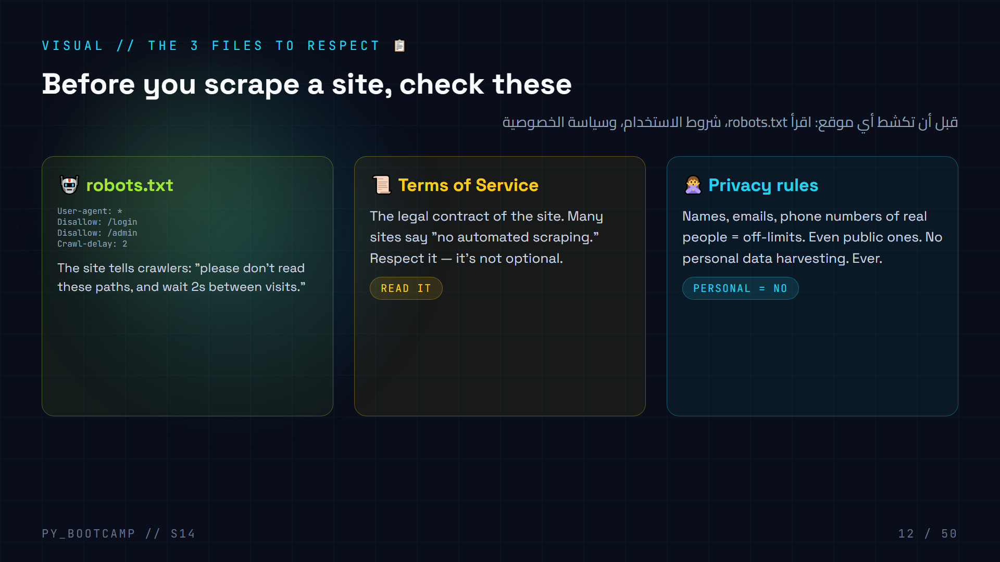 VISUAL // THE 3 FILES TO RESPECT 📋
Before you scrape a site, check these
قبل أن تكشط أي موقع: اقرأ robots.txt، شروط الاستخدام، وسياسة الخصوصية
🤖 robots.txt
User-agent: *
Disallow: /login
Disallow: /admin
Crawl-delay: 2
The site tells crawlers: ”please don’t read
these paths, and wait 2s between visits.”
📜 Terms of Service
The legal contract of the site. Many
sites say ”no automated scraping.”
Respect it — it’s not optional.
READ IT
🙅 Privacy rules
Names, emails, phone numbers of real
people = off-limits. Even public ones. No
personal data harvesting. Ever.
PERSONAL = NO
PY_BOOTCAMP // S14
12 / 50